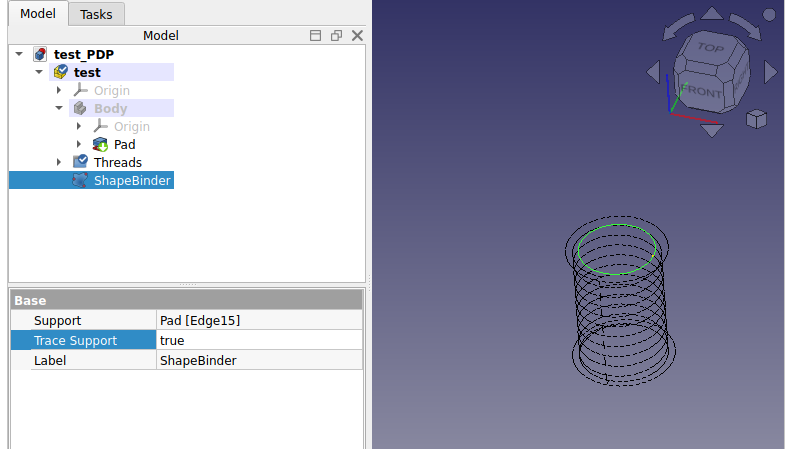 Model Tasks
Model
test_PDP
test
Origin
Body
Origin
Pad
Threads
ShapeBinder
Base
Support Pad [Edge15]
Trace Support true
Label ShapeBinder
TOP
FRONT